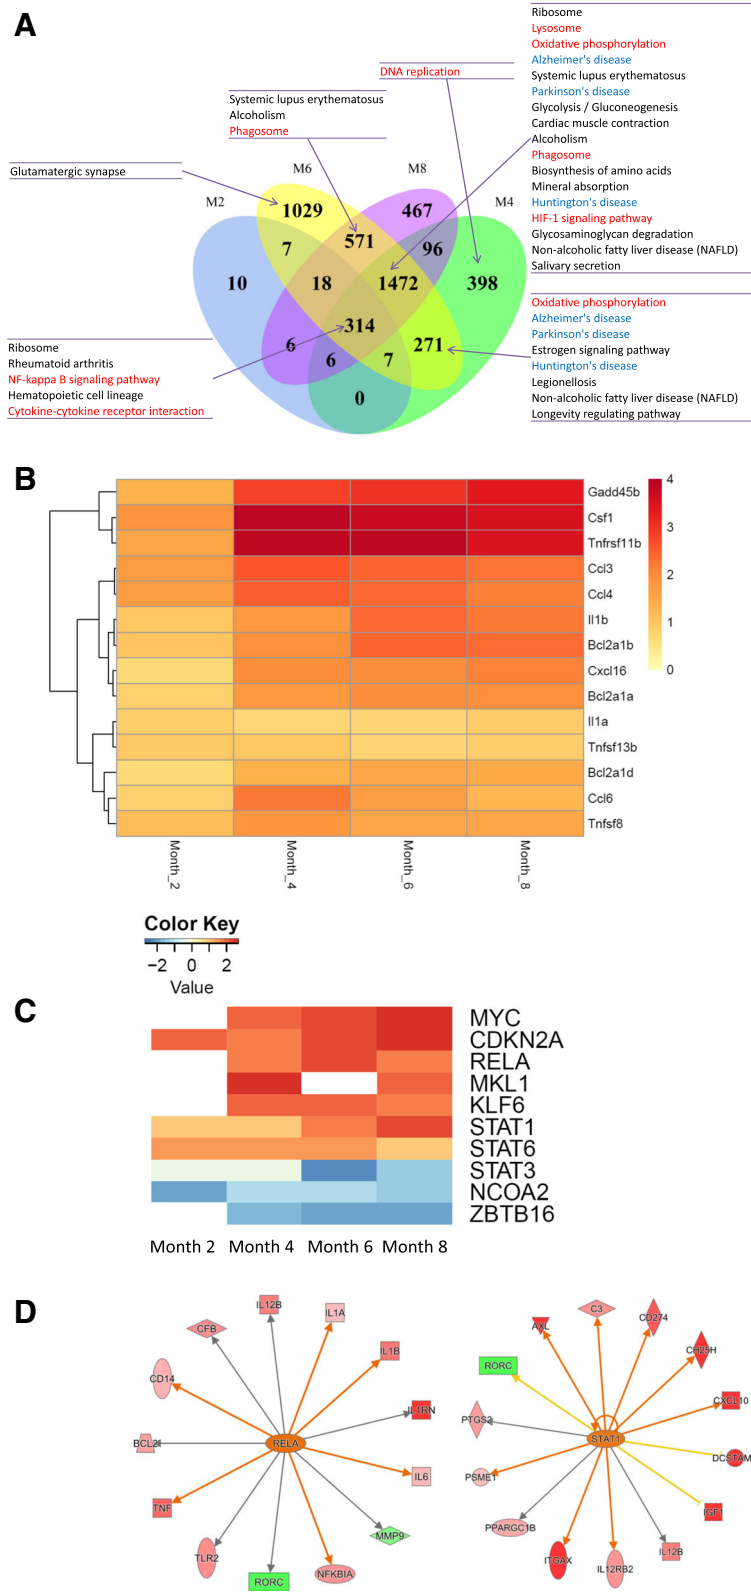 A
Ribosome
Lysosome
Oxidative phosphorylation
Alzheimer's disease
Systemic lupus erythematosus
Parkinson's disease
Glycolysis / Gluconeogenesis
Cardiac muscle contraction
Alcoholism
Phagosome
Biosynthesis of amino acids
Mineral absorption
Huntington's disease
HIF-1 signaling pathway
Glycosaminoglycan degradation
Non-alcoholic fatty liver disease (NAFLD)
Salivary secretion
DNA replication
Systemic lupus erythematosus
Alcoholism
Phagosome
Glutamatergic synapse
M2
M6
M8
M4
1029
467
7
571
96
10
18
1472
398
314
6
6
7
271
0
Oxidative phosphorylation
Alzheimer's disease
Parkinson's disease
Estrogen signaling pathway
Huntington's disease
Legionellosis
Non-alcoholic fatty liver disease (NAFLD)
Longevity regulating pathway
Ribosome
Rheumatoid arthritis
NF-kappa B signaling pathway
Hematopoietic cell lineage
Cytokine-cytokine receptor interaction
B
Gadd45b
Csf1
Tnfrsf11b
Ccl3
Ccl4
Il1b
Bcl2a1b
Cxcl16
Bcl2a1a
Il1a
Tnfsf13b
Bcl2a1d
Ccl6
Tnfsf8
4
3
2
1
0
Month_2
Month_4
Month_6
Month_8
Color Key
−2 0 2
Value
C
MYC
CDKN2A
RELA
MKL1
KLF6
STAT1
STAT6
STAT3
NCOA2
ZBTB16
Month 2 Month 4 Month 6 Month 8
D
IL12B
IL1A
CFB
IL1B
CD14
IL1RN
BCL2
RELA
IL6
TNF
MMP9
TLR2
RORC
NFKBIA
C3
AXL
CD274
CH25H
RORC
CXCL10
PTGS2
STAT1
DCSTAM
PSME1
IGF1
PPARGC1B
IL12B
ITGAX
IL12RB2